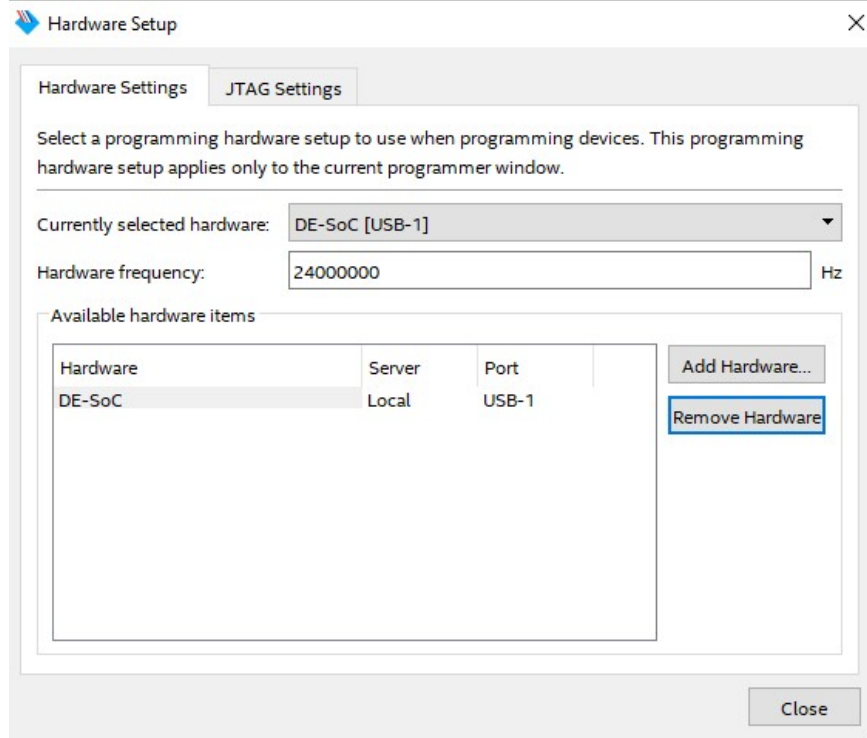 Hardware Setup
Hardware Settings
JTAG Settings
Select a programming hardware setup to use when programming devices. This programming
hardware setup applies only to the current programmer window.
Currently selected hardware: DE-SoC [USB-1]
Hardware frequency: 24000000 Hz
Available hardware items
Hardware Server Port
DE-SoC Local USB-1
Add Hardware...
Remove Hardware
Close